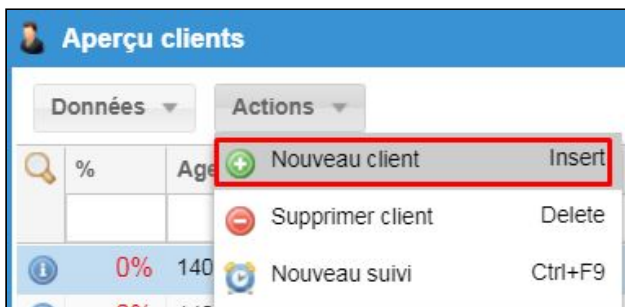 Aperçu clients
Données Actions
% Age Nouveau client Insert
Supprimer client Delete
0% 140 Nouveau suivi Ctrl+F9